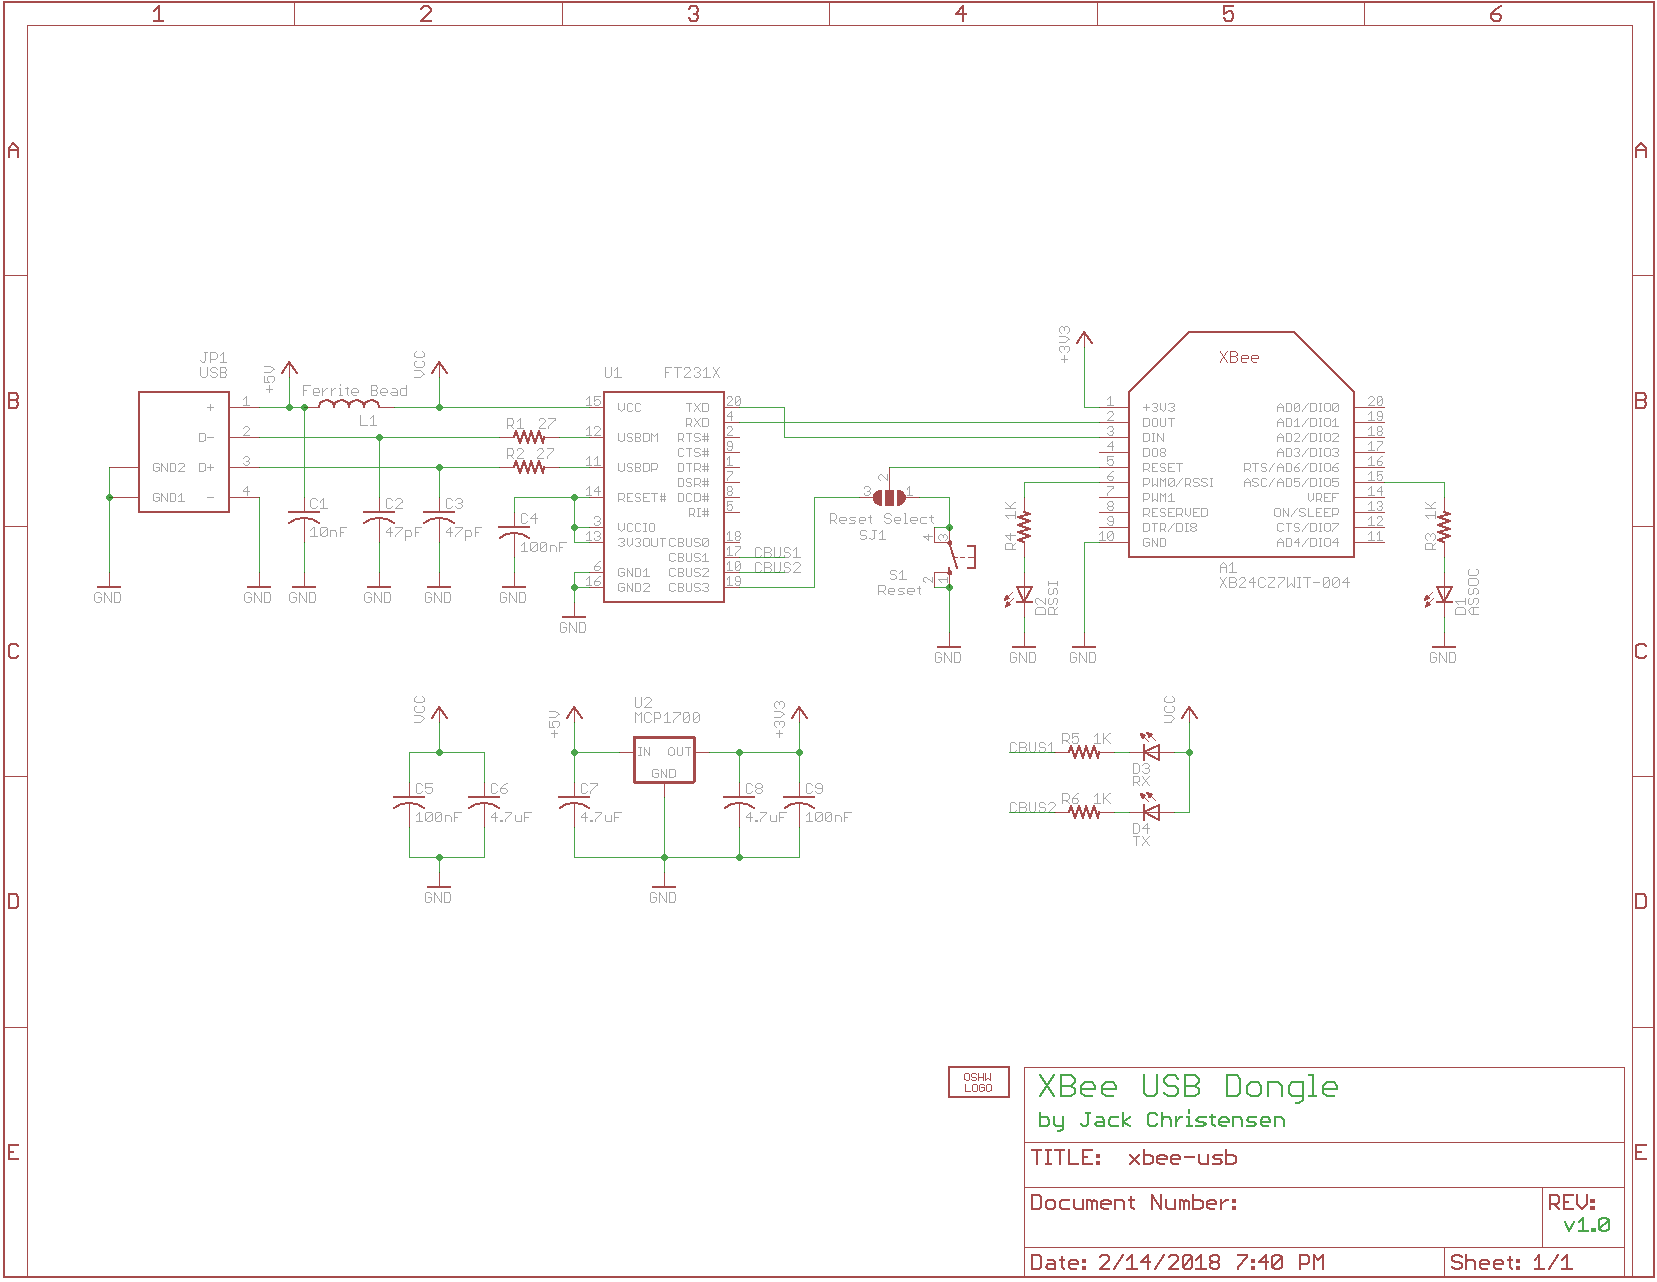 1 2 3 4 5 6
A A
B B
C C
D D
E E
JP1
USB
+
D-
GND2 D+
GND1 -
1
2
3
4
+5V
Ferrite Bead
L1
VCC
R1 27
R2 27
C1
10nF
C2
47pF
C3
47pF
C4
100nF
GND
GND
GND
GND
GND
GND
GND
U1 FT231X
15 VCC TXD 20
RXD 4
12 USBDM RTS# 2
CTS# 9
11 USBDP DTR# 1
DSR# 7
14 RESET# DCD# 8
RI# 5
3 VCCIO
13 3V3OUT CBUS0 18
CBUS1 17 CBUS1
6 GND1 CBUS2 10 CBUS2
16 GND2 CBUS3 19
3 2 1
Reset Select
SJ1
4 3
2 1
S1
Reset
GND
+3V3
XBee
1 +3V3 AD0/DIO0 20
2 DOUT AD1/DIO1 19
3 DIN AD2/DIO2 18
4 DO8 AD3/DIO3 17
5 RESET RTS/AD6/DIO6 16
6 PWM0/RSSI ASC/AD5/DIO5 15
7 PWM1 VREF 14
8 RESERVED ON/SLEEP 13
9 DTR/DI8 CTS/DIO7 12
10 GND AD4/DIO4 11
A1
XB24CZ7WIT-004
R4 1K
D2
RSSI
GND
GND
R3 1K
D1
ASSOC
GND
VCC
C5
100nF
C6
4.7uF
GND
+5V
U2
MCP1700
IN OUT
GND
+3V3
C7
4.7uF
C8
4.7uF
C9
100nF
GND
VCC
CBUS1 R5 1K
D3
RX
CBUS2 R6 1K
D4
TX
OSHW
LOGO
XBee USB Dongle
by Jack Christensen
TITLE: xbee-usb
Document Number:
REV:
v1.0
Date: 2/14/2018 7:40 PM
Sheet: 1/1